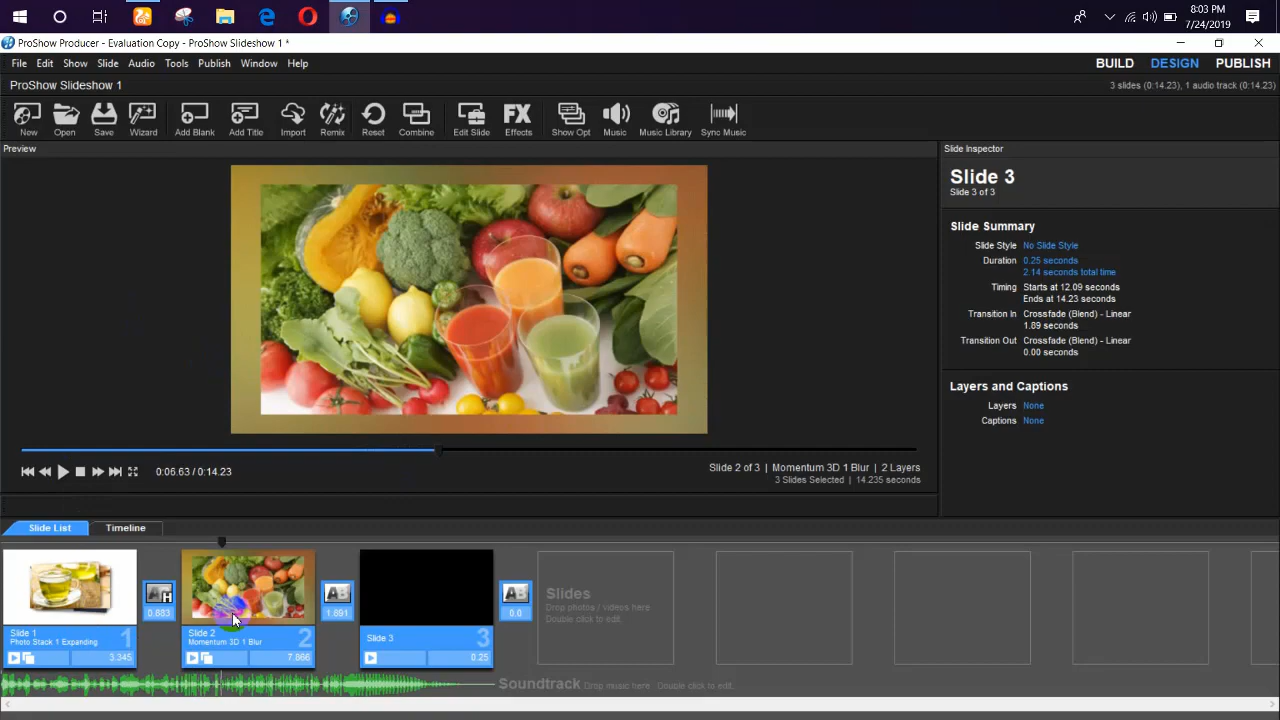 8:03 PM
7/24/2019
ProShow Producer - Evaluation Copy - ProShow Slideshow 1 *
File Edit Show Slide Audio Tools Publish Window Help
BUILD DESIGN PUBLISH
ProShow Slideshow 1
3 slides (0:14.23), 1 audio track (0:14.23)
New Open Save Wizard Add Blank Add Title Import Remix Reset Combine Edit Slide FX Effects Show Opt Music Music Library Sync Music
Preview
Slide Inspector
Slide 3
Slide 3 of 3
Slide Summary
Slide Style No Slide Style
Duration 0.25 seconds
2.14 seconds total time
Timing Starts at 12.09 seconds
Ends at 14.23 seconds
Transition In Crossfade (Blend) - Linear
1.89 seconds
Transition Out Crossfade (Blend) - Linear
0.00 seconds
Layers and Captions
Layers None
Captions None
0:06.63 / 0:14.23
Slide 2 of 3 | Momentum 3D 1 Blur | 2 Layers
3 Slides Selected | 14.235 seconds
Slide List Timeline
Slide 1
Photo Stack 1 Expanding
1
3.345
AH
0.883
Slide 2
Momentum 3D 1 Blur
2
7.866
AB
1.891
Slide 3
3
0.25
AB
0.0
Slides
Drop photos / videos here.
Double click to edit.
Soundtrack Drop music here. Double click to edit.